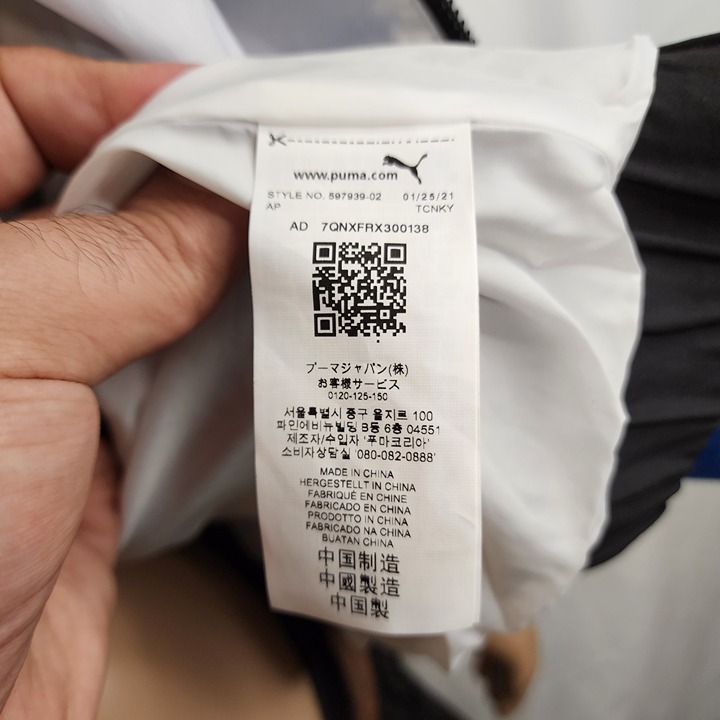 www.puma.com
STYLE NO. 597939-02 01/25/21
AP TCNKY
AD 7QNXFRX300138
プーマジャパン(株)
お客様サービス
0120-125-150
서울특별시 중구 을지로 100
파인에비뉴빌딩 B동 6층 04551
제조자/수입자 '푸마코리아'
소비자상담실 '080-082-0888'
MADE IN CHINA
HERGESTELLT IN CHINA
FABRIQUÉ EN CHINE
FABRICADO EN CHINA
PRODOTTO IN CHINA
FABRICADO NA CHINA
BUATAN CHINA
中国制造
中國製造
中国製